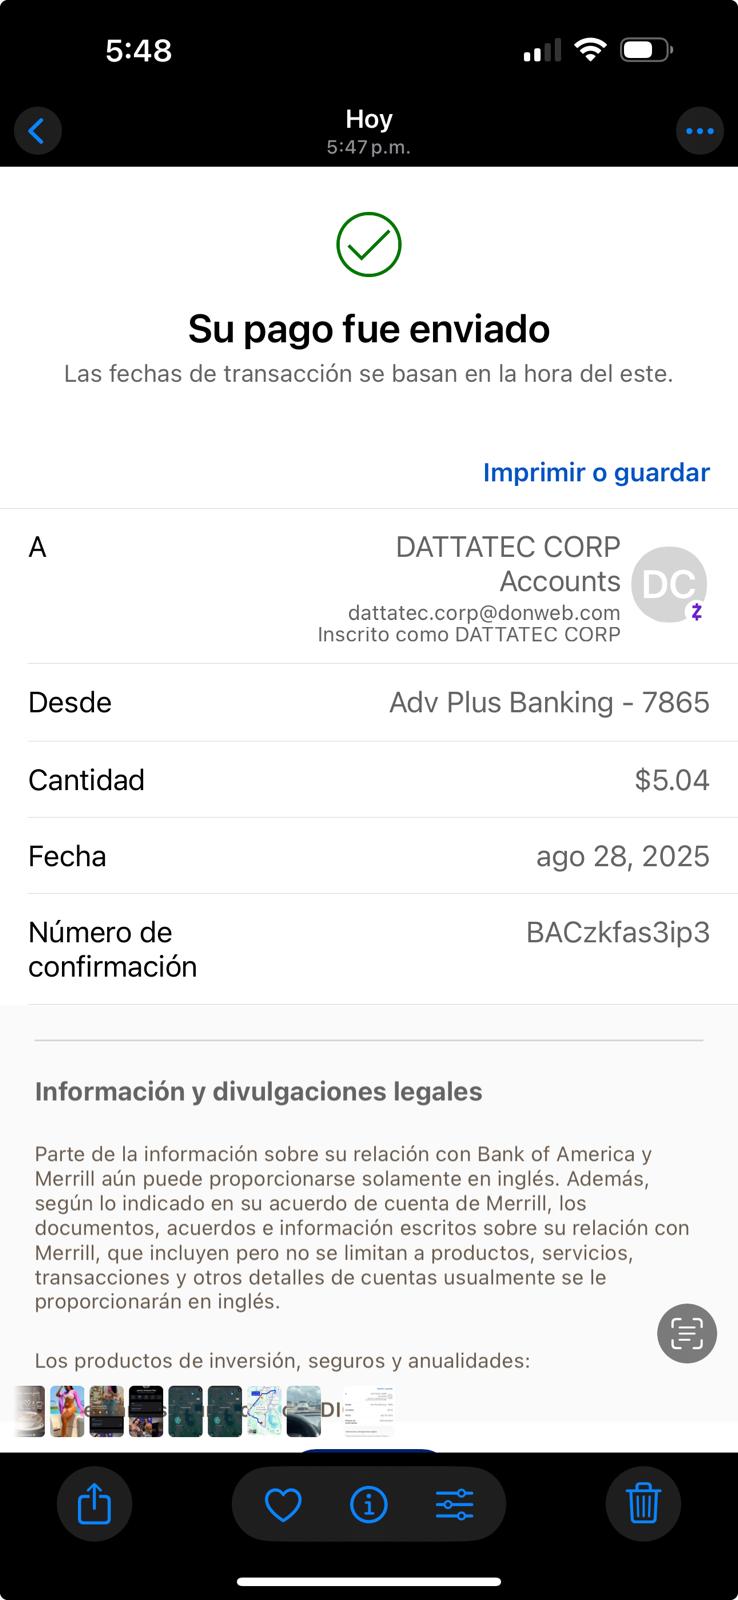 5:48
Hoy
5:47 p.m.
Su pago fue enviado
Las fechas de transacción se basan en la hora del este.
Imprimir o guardar
A
DATTATEC CORP
Accounts
DC
dattatec.corp@donweb.com
Inscrito como DATTATEC CORP
Desde
Adv Plus Banking - 7865
Cantidad
$5.04
Fecha
ago 28, 2025
Número de
confirmación
BACzkfas3ip3
Información y divulgaciones legales
Parte de la información sobre su relación con Bank of America y
Merrill aún puede proporcionarse solamente en inglés. Además,
según lo indicado en su acuerdo de cuenta de Merrill, los
documentos, acuerdos e información escritos sobre su relación con
Merrill, que incluyen pero no se limitan a productos, servicios,
transacciones y otros detalles de cuentas usualmente se le
proporcionarán en inglés.
Los productos de inversión, seguros y anualidades: